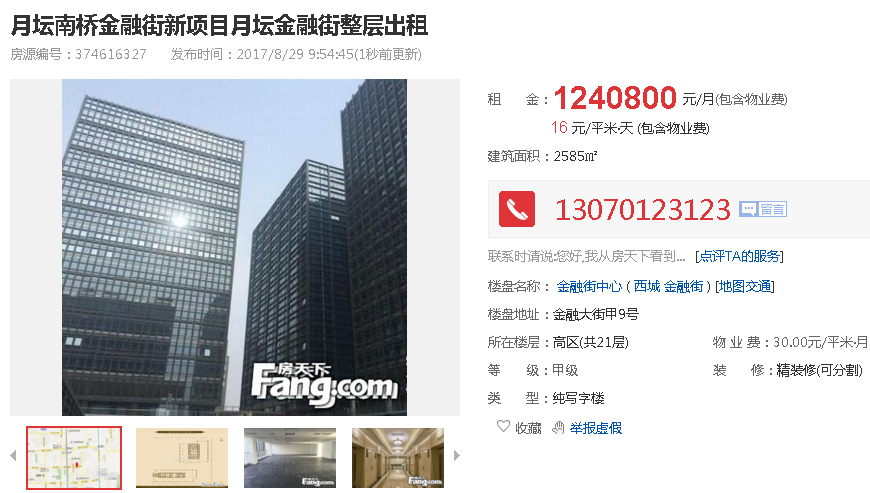 月坛南桥金融街新项目月坛金融街整层出租
房源编号：374616327 发布时间：2017/8/29 9:54:45(1秒前更新)
租 金：1240800 元/月(包含物业费)
16 元/平米·天 (包含物业费)
建筑面积：2585㎡
13070123123 留言
联系时请说:您好,我从房天下看到... [点评TA的服务]
楼盘名称： 金融街中心 ( 西城 金融街 ) [地图交通]
楼盘地址：金融大街甲9号
所在楼层：高区(共21层) 物 业 费：30.00元/平米·月
等 级：甲级 装 修：精装修(可分割)
类 型：纯写字楼
收藏 举报虚假
房天下
Fang.com
Fang.com
Fang.com